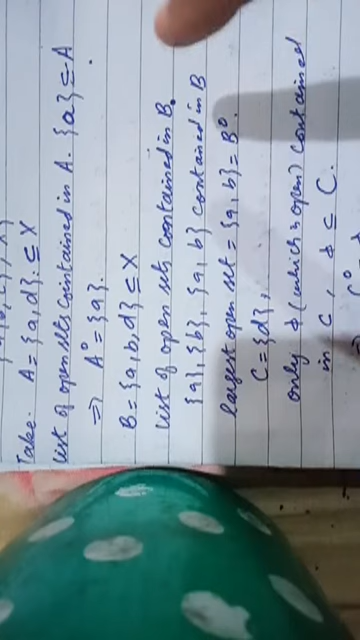 Take. A = {a, d} ⊆ X
List of open sets contained in A. {a} ⊆ A
⇒ A° = {a}.
B = {a, b, d} ⊆ X
List of open sets contained in B.
{a}, {b}, {a, b} contained in B
largest open set = {a, b} = B°.
C = {d},
only ϕ (which is open) contained
in C, ϕ ⊆ C.